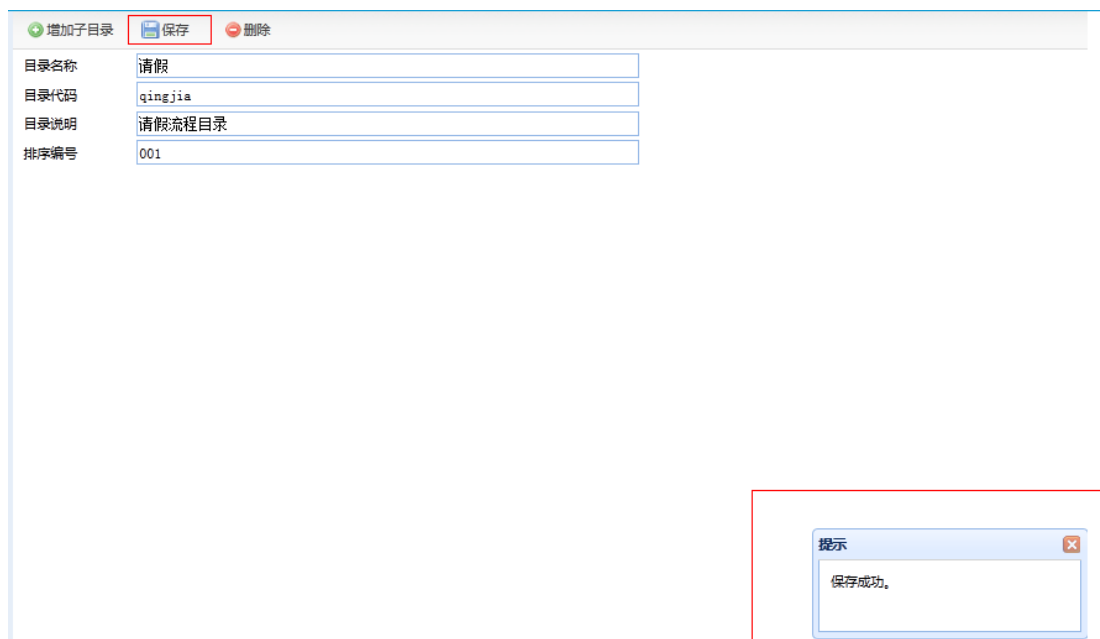 增加子目录 保存 删除
目录名称 请假
目录代码 qingjia
目录说明 请假流程目录
排序编号 001
提示
保存成功。